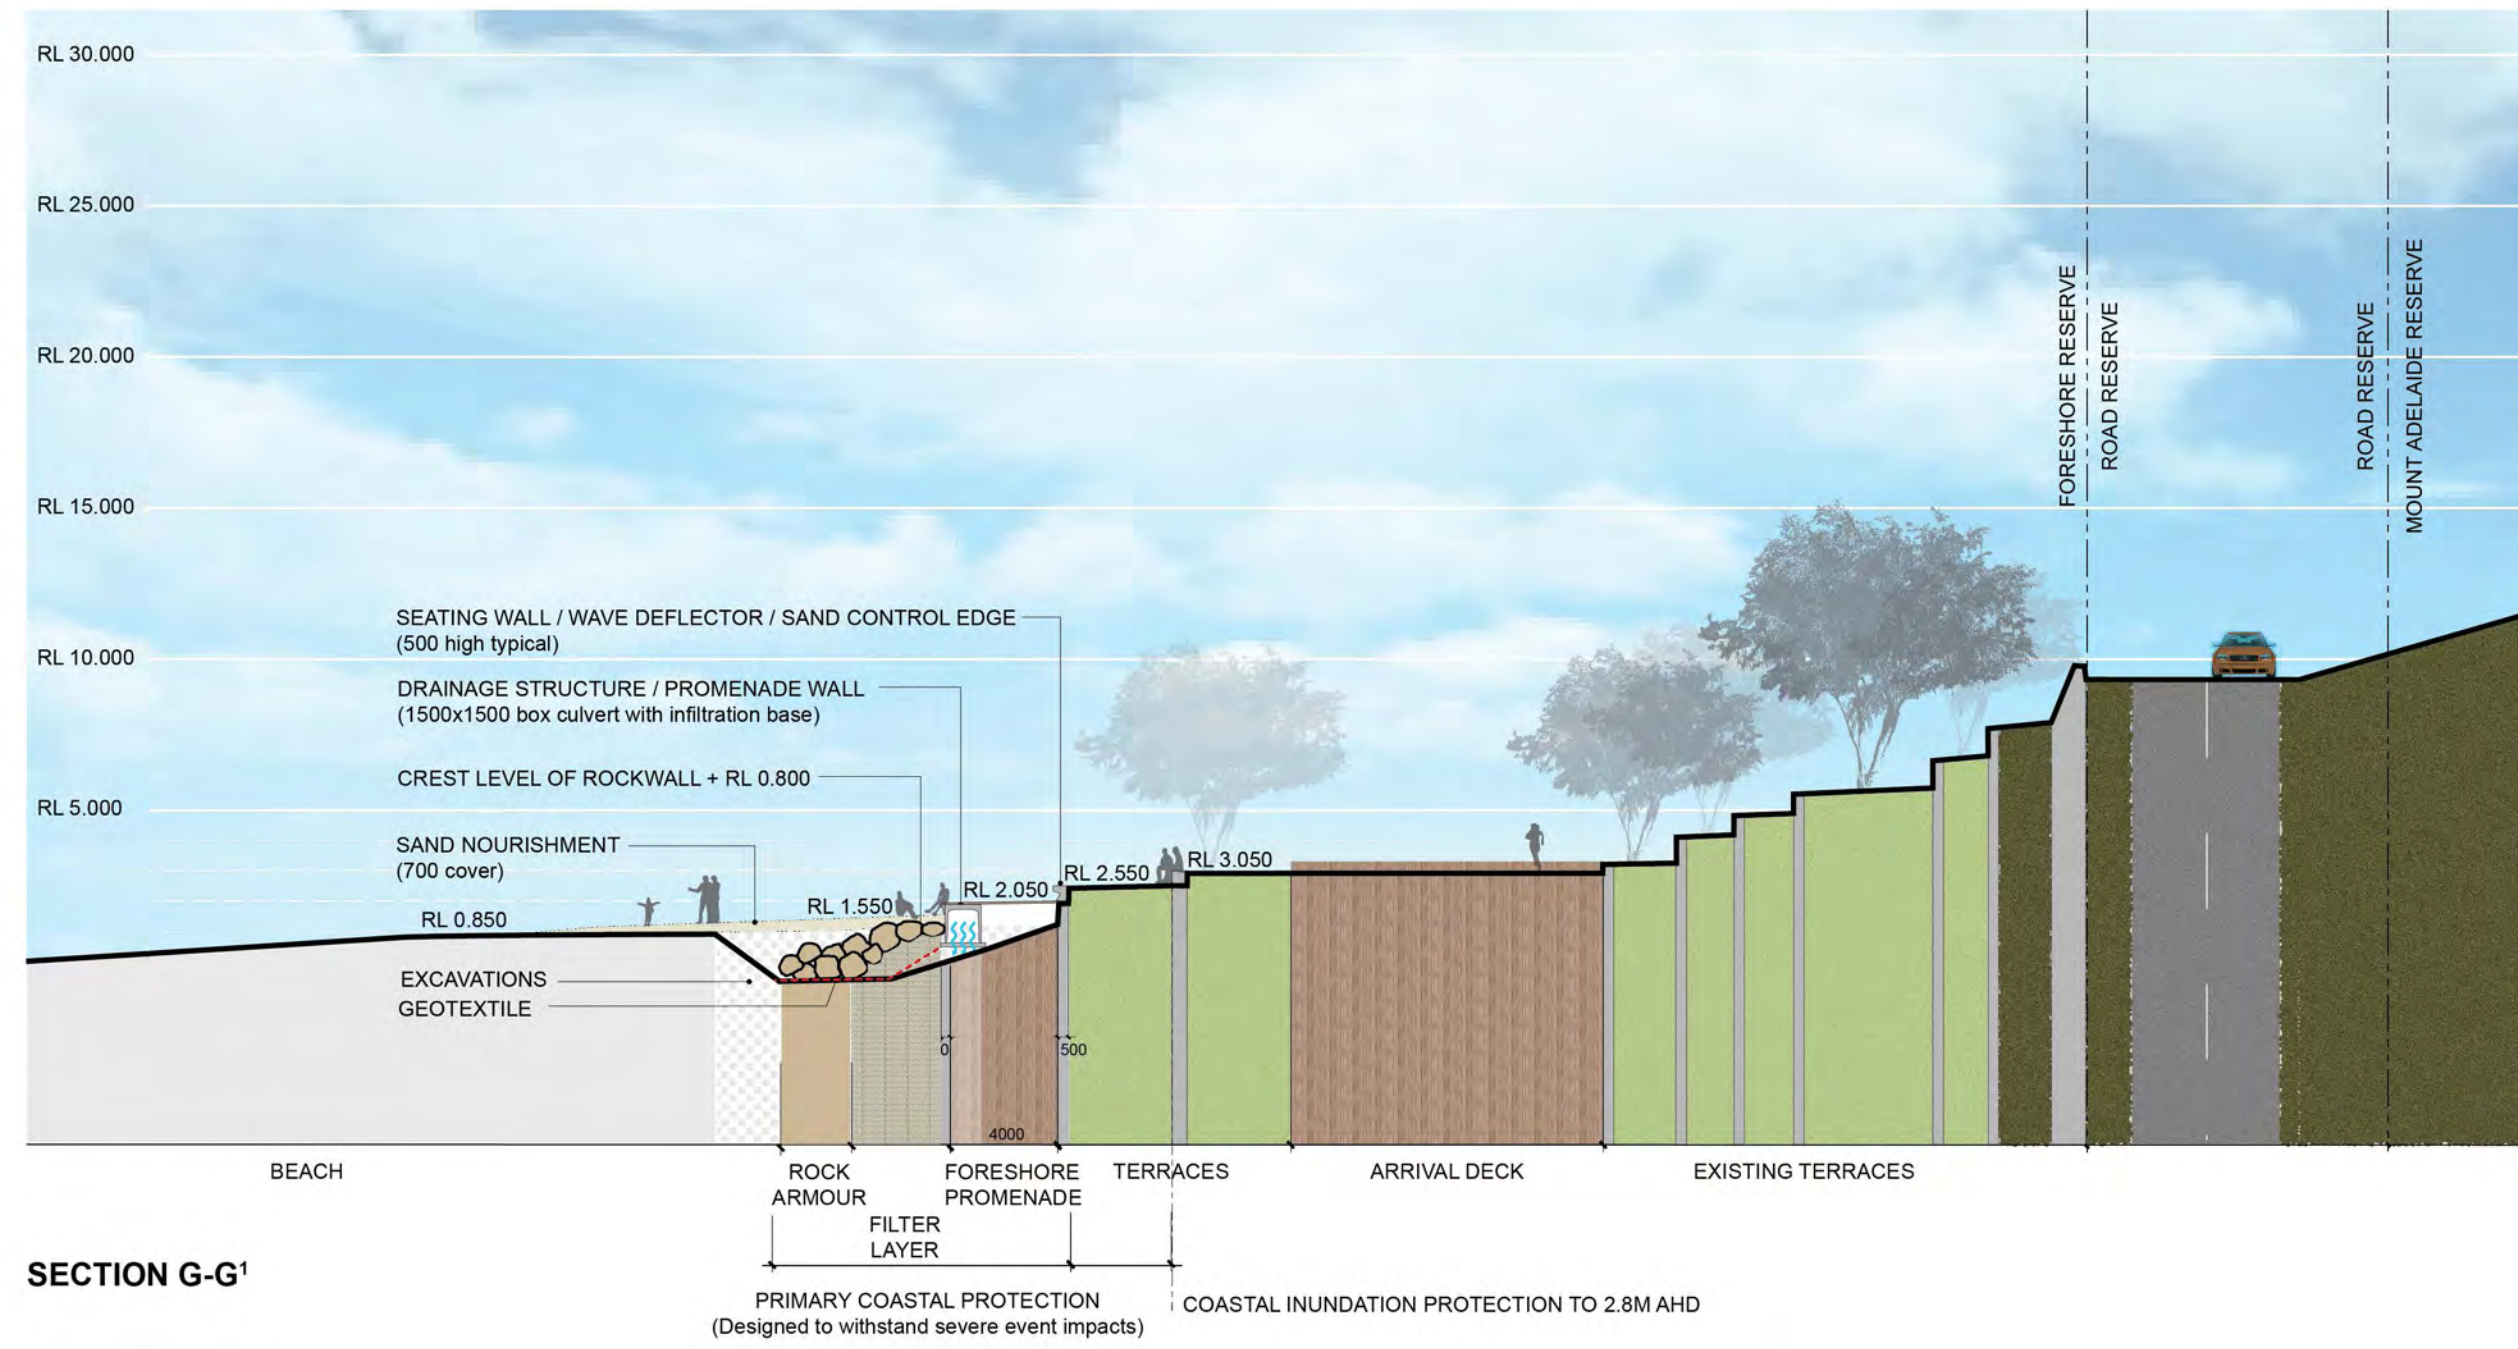 RL 30.000
RL 25.000
RL 20.000
RL 15.000
RL 10.000
RL 5.000
FORESHORE RESERVE
ROAD RESERVE
ROAD RESERVE
MOUNT ADELAIDE RESERVE
SEATING WALL / WAVE DEFLECTOR / SAND CONTROL EDGE
(500 high typical)
DRAINAGE STRUCTURE / PROMENADE WALL
(1500x1500 box culvert with infiltration base)
CREST LEVEL OF ROCKWALL + RL 0.800
SAND NOURISHMENT
(700 cover)
RL 0.850
RL 1.550
RL 2.050
RL 2.550
RL 3.050
EXCAVATIONS
GEOTEXTILE
0
500
4000
BEACH
ROCK
ARMOUR
FORESHORE
PROMENADE
TERRACES
ARRIVAL DECK
EXISTING TERRACES
FILTER
LAYER
SECTION G-G¹
PRIMARY COASTAL PROTECTION
(Designed to withstand severe event impacts)
COASTAL INUNDATION PROTECTION TO 2.8M AHD